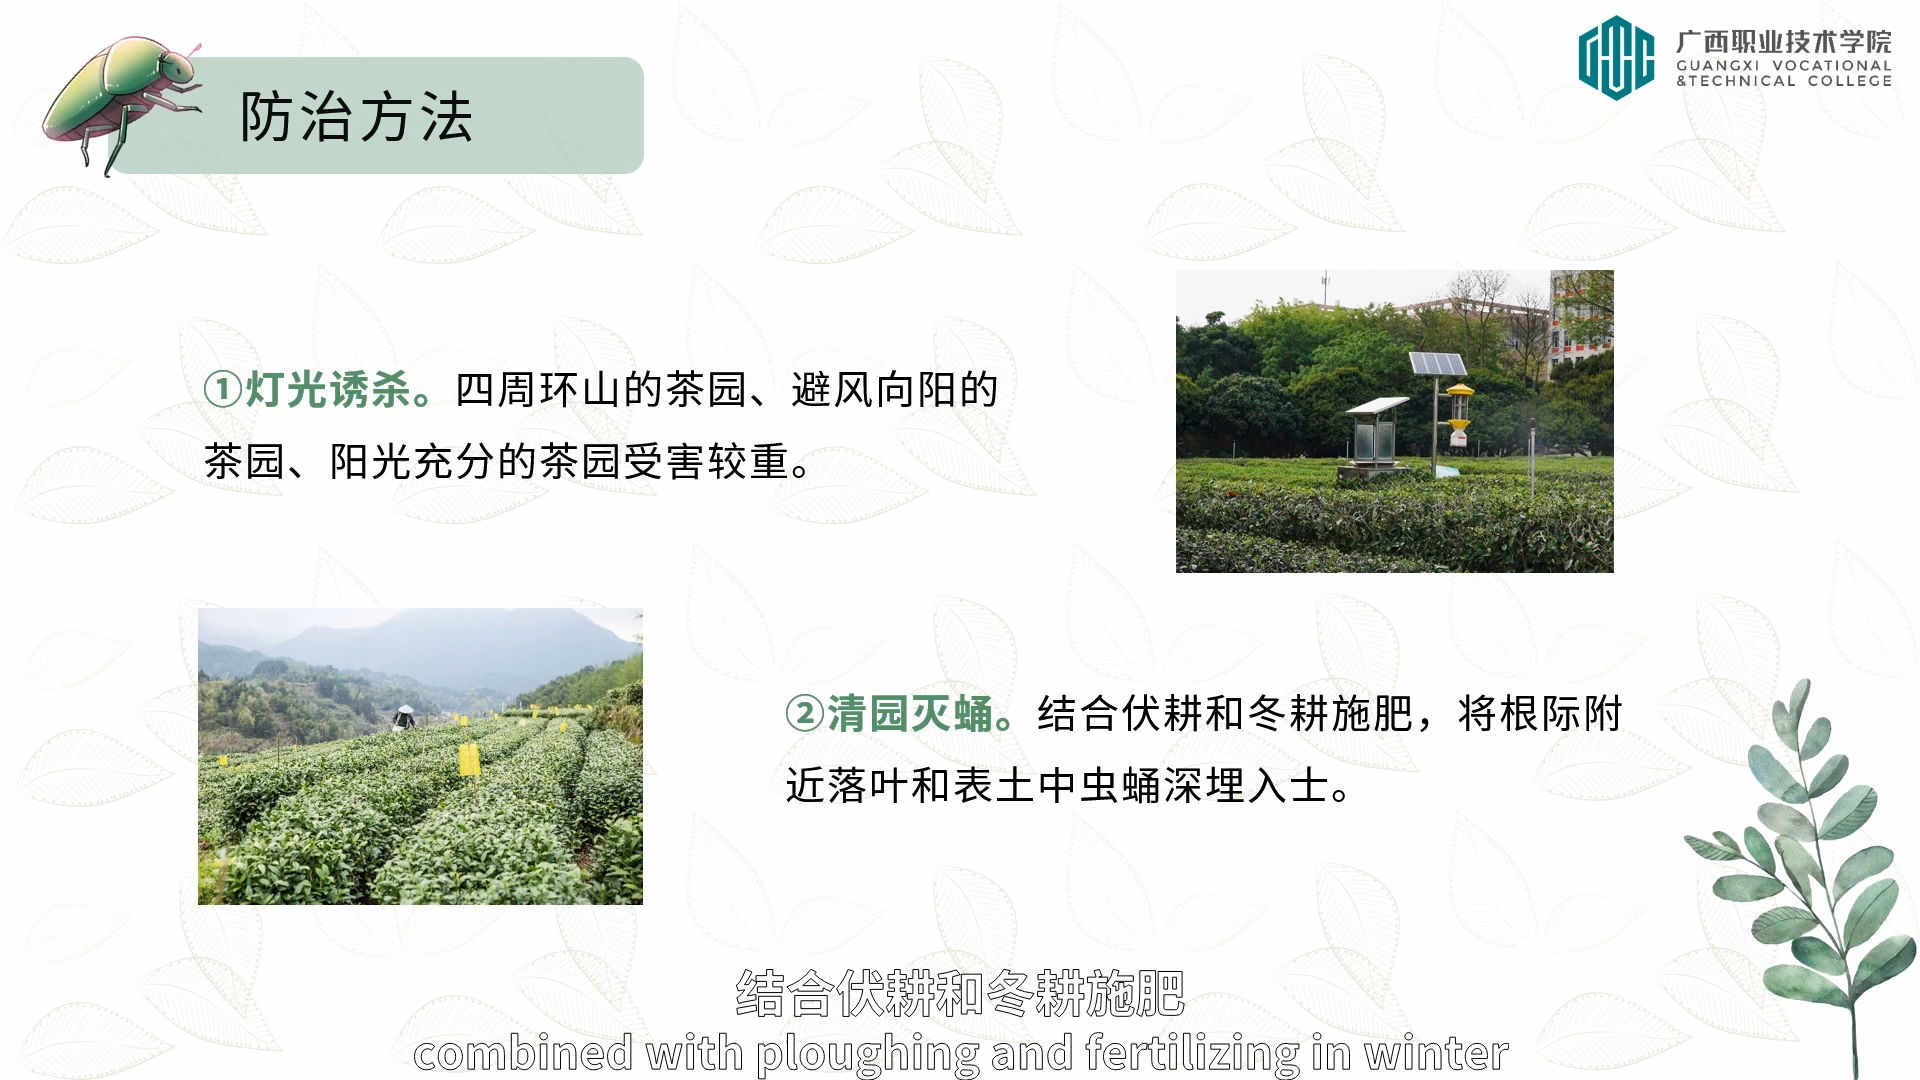 防治方法
广西职业技术学院
GUANGXI VOCATIONAL
&TECHNICAL COLLEGE
①灯光诱杀。四周环山的茶园、避风向阳的
茶园、阳光充分的茶园受害较重。
②清园灭蛹。结合伏耕和冬耕施肥，将根际附
近落叶和表土中虫蛹深埋入士。
结合伏耕和冬耕施肥
combined with ploughing and fertilizing in winter